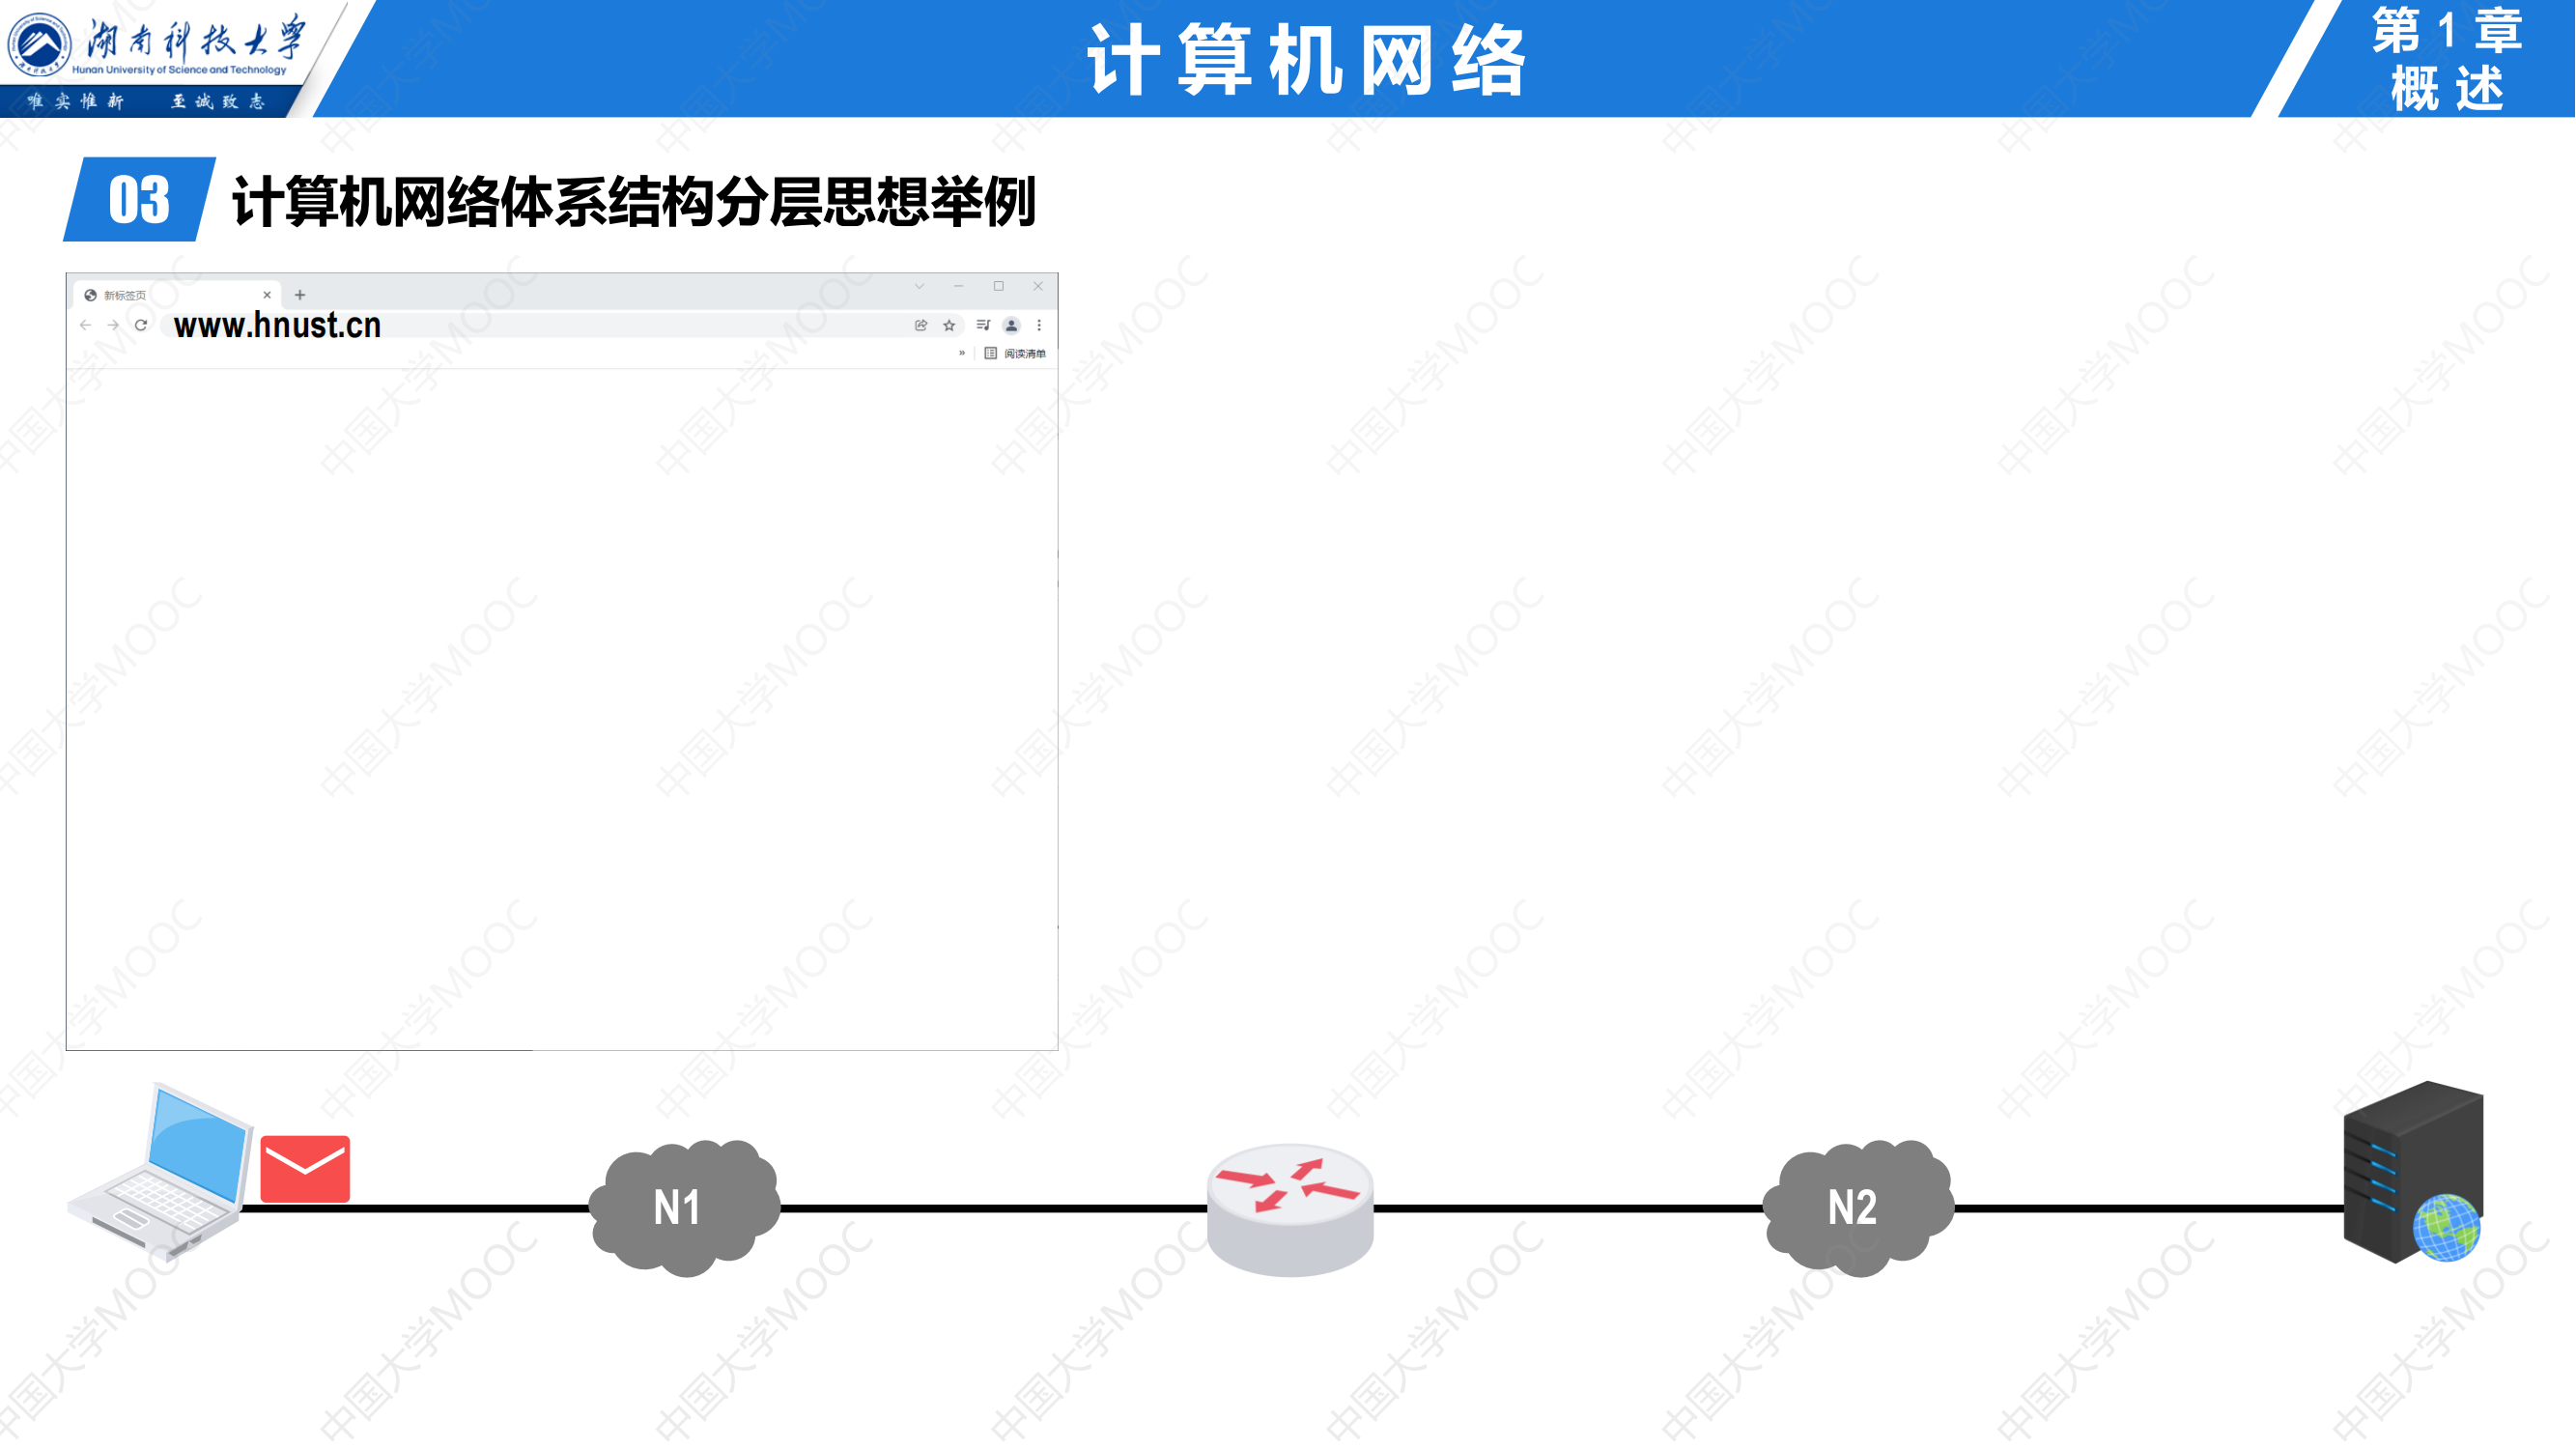 湖南科技大学
Hunan University of Science and Technology
唯实惟新 至诚致志
计算机网络
第1章
概述
03 计算机网络体系结构分层思想举例
新标签页
www.hnust.cn
» 阅读清单
N1
N2
中国大学MOOC